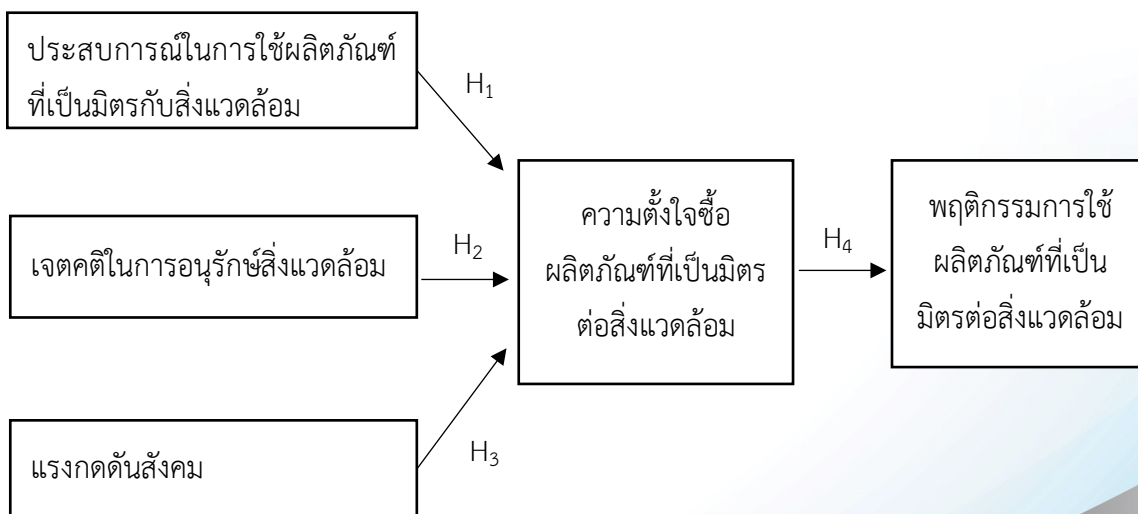 ประสบการณ์ในการใช้ผลิตภัณฑ์
ที่เป็นมิตรกับสิ่งแวดล้อม
H₁
เจตคติในการอนุรักษ์สิ่งแวดล้อม
H₂
แรงกดดันสังคม
H₃
ความตั้งใจซื้อ
ผลิตภัณฑ์ที่เป็นมิตร
ต่อสิ่งแวดล้อม
H₄
พฤติกรรมการใช้
ผลิตภัณฑ์ที่เป็น
มิตรต่อสิ่งแวดล้อม